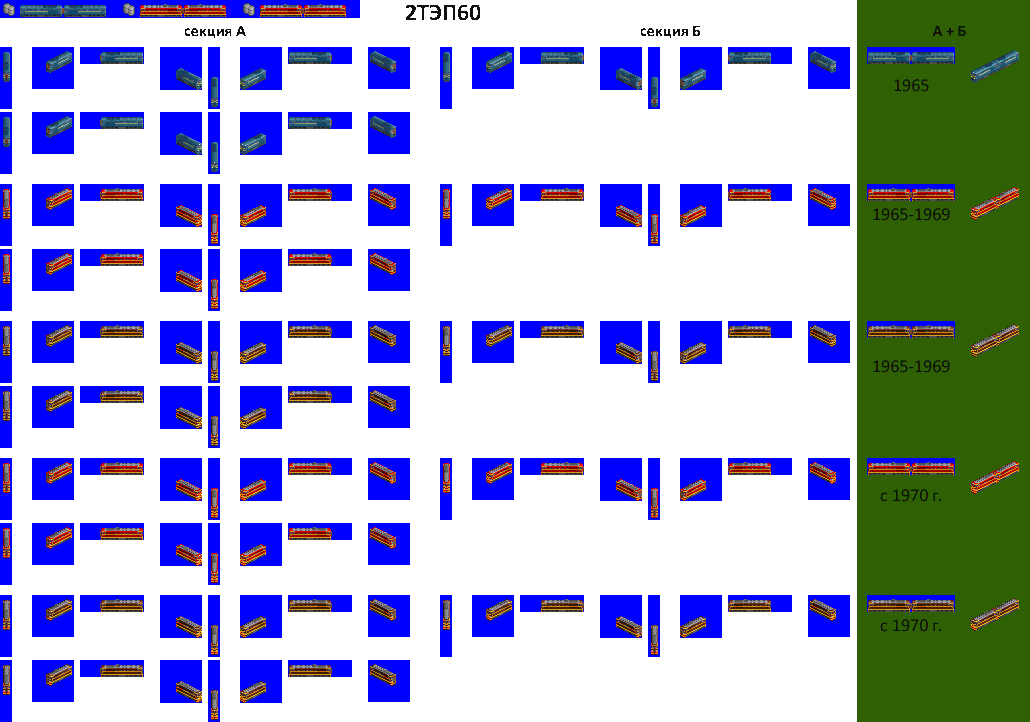 2ТЭП60
секция А
секция Б
А + Б
1965
1965-1969
1965-1969
с 1970 г.
с 1970 г.